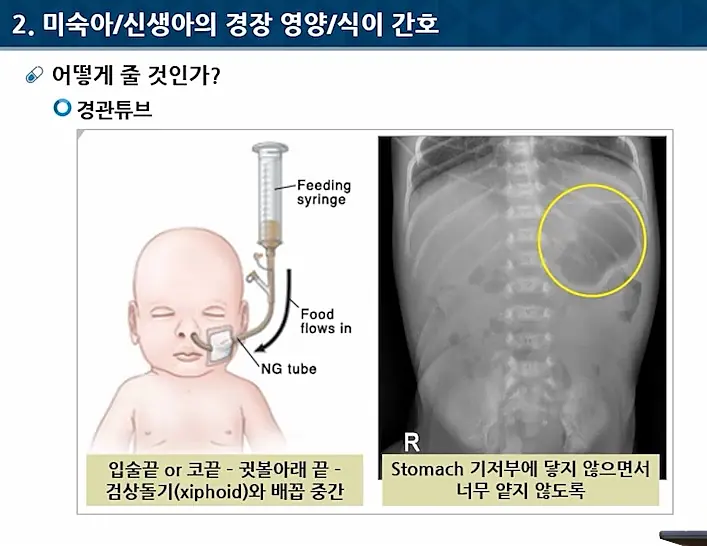 2. 미숙아/신생아의 경장 영양/식이 간호
어떻게 줄 것인가?
경관튜브
Feeding
syringe
Food
flows in
NG tube
R
입술끝 or 코끝 - 귓볼아래 끝 -
검상돌기(xiphoid)와 배꼽 중간
Stomach 기저부에 닿지 않으면서
너무 얕지 않도록